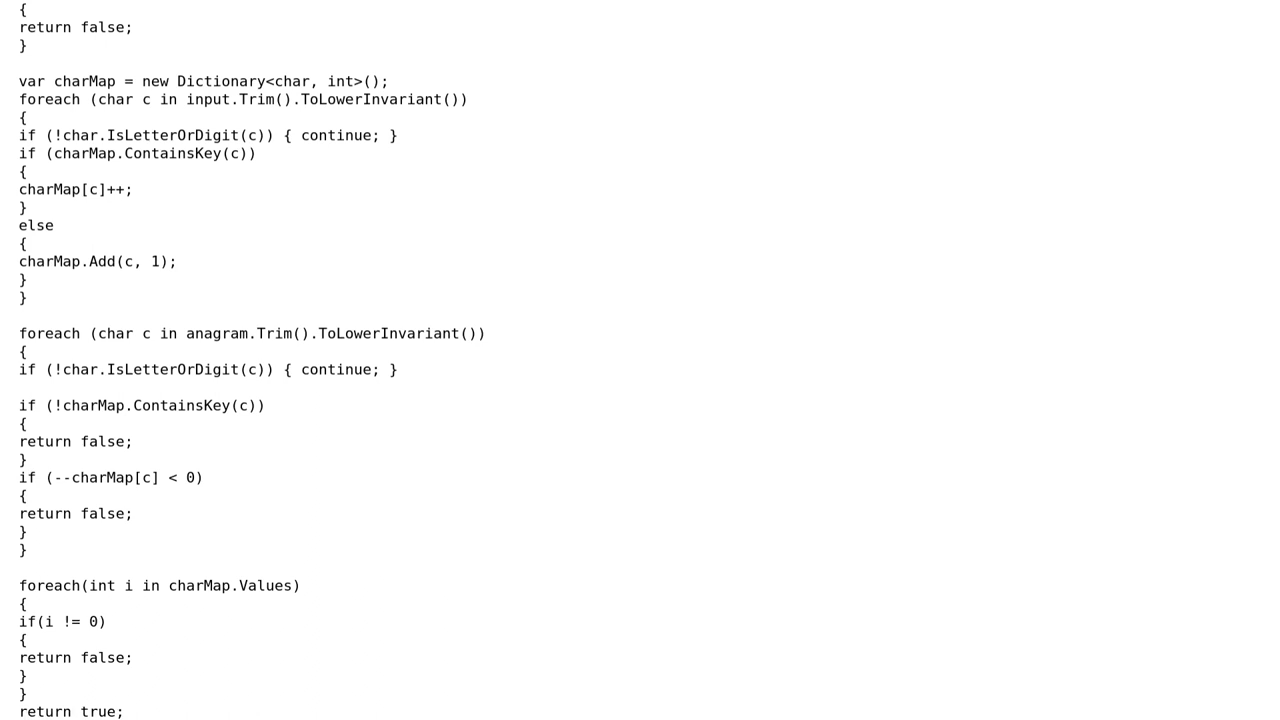 {
return false;
}
var charMap = new Dictionary<char, int>();
foreach (char c in input.Trim().ToLowerInvariant())
{
if (!char.IsLetterOrDigit(c)) { continue; }
if (charMap.ContainsKey(c))
{
charMap[c]++;
}
else
{
charMap.Add(c, 1);
}
}
foreach (char c in anagram.Trim().ToLowerInvariant())
{
if (!char.IsLetterOrDigit(c)) { continue; }
if (!charMap.ContainsKey(c))
{
return false;
}
if (--charMap[c] < 0)
{
return false;
}
}
foreach(int i in charMap.Values)
{
if(i != 0)
{
return false;
}
}
return true;